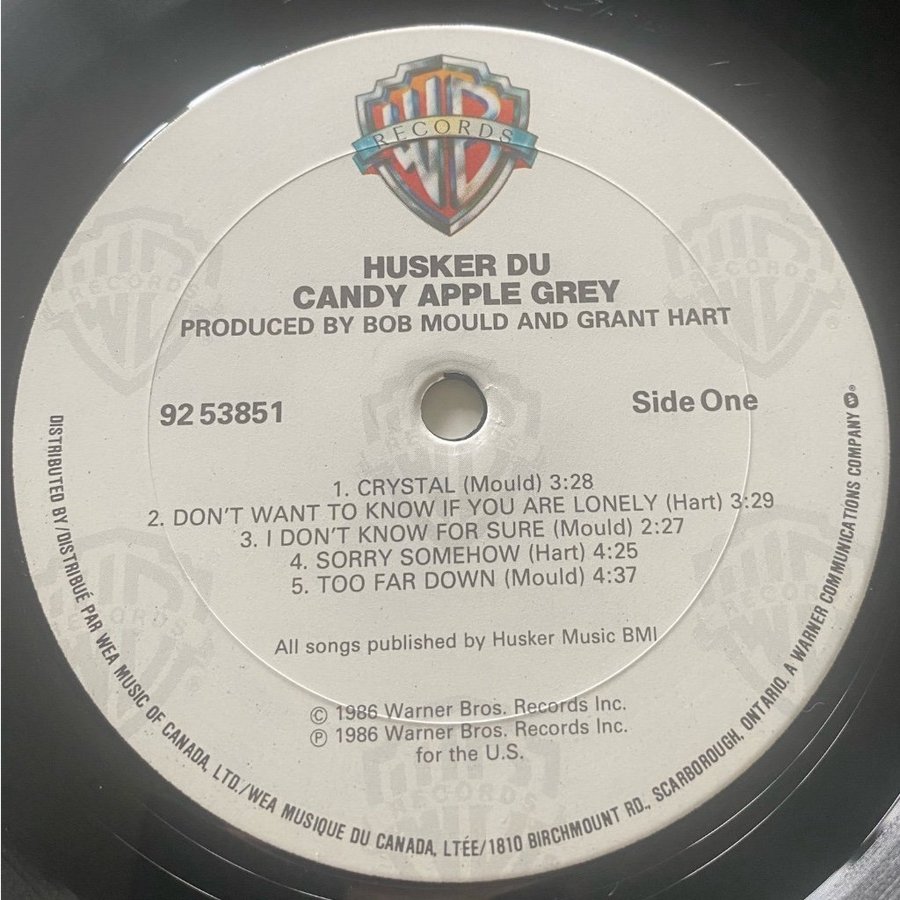 WB
RECORDS
HUSKER DU
CANDY APPLE GREY
PRODUCED BY BOB MOULD AND GRANT HART
92 53851
Side One
1. CRYSTAL (Mould) 3:28
2. DON'T WANT TO KNOW IF YOU ARE LONELY (Hart) 3:29
3. I DON'T KNOW FOR SURE (Mould) 2:27
4. SORRY SOMEHOW (Hart) 4:25
5. TOO FAR DOWN (Mould) 4:37
All songs published by Husker Music BMI
© 1986 Warner Bros. Records Inc.
℗ 1986 Warner Bros. Records Inc.
for the U.S.
DISTRIBUTED BY/DISTRIBUÉ PAR WEA MUSIC OF CANADA, LTD./WEA MUSIQUE DU CANADA, LTÉE/1810 BIRCHMOUNT RD., SCARBOROUGH, ONTARIO. A WARNER COMMUNICATIONS COMPANY